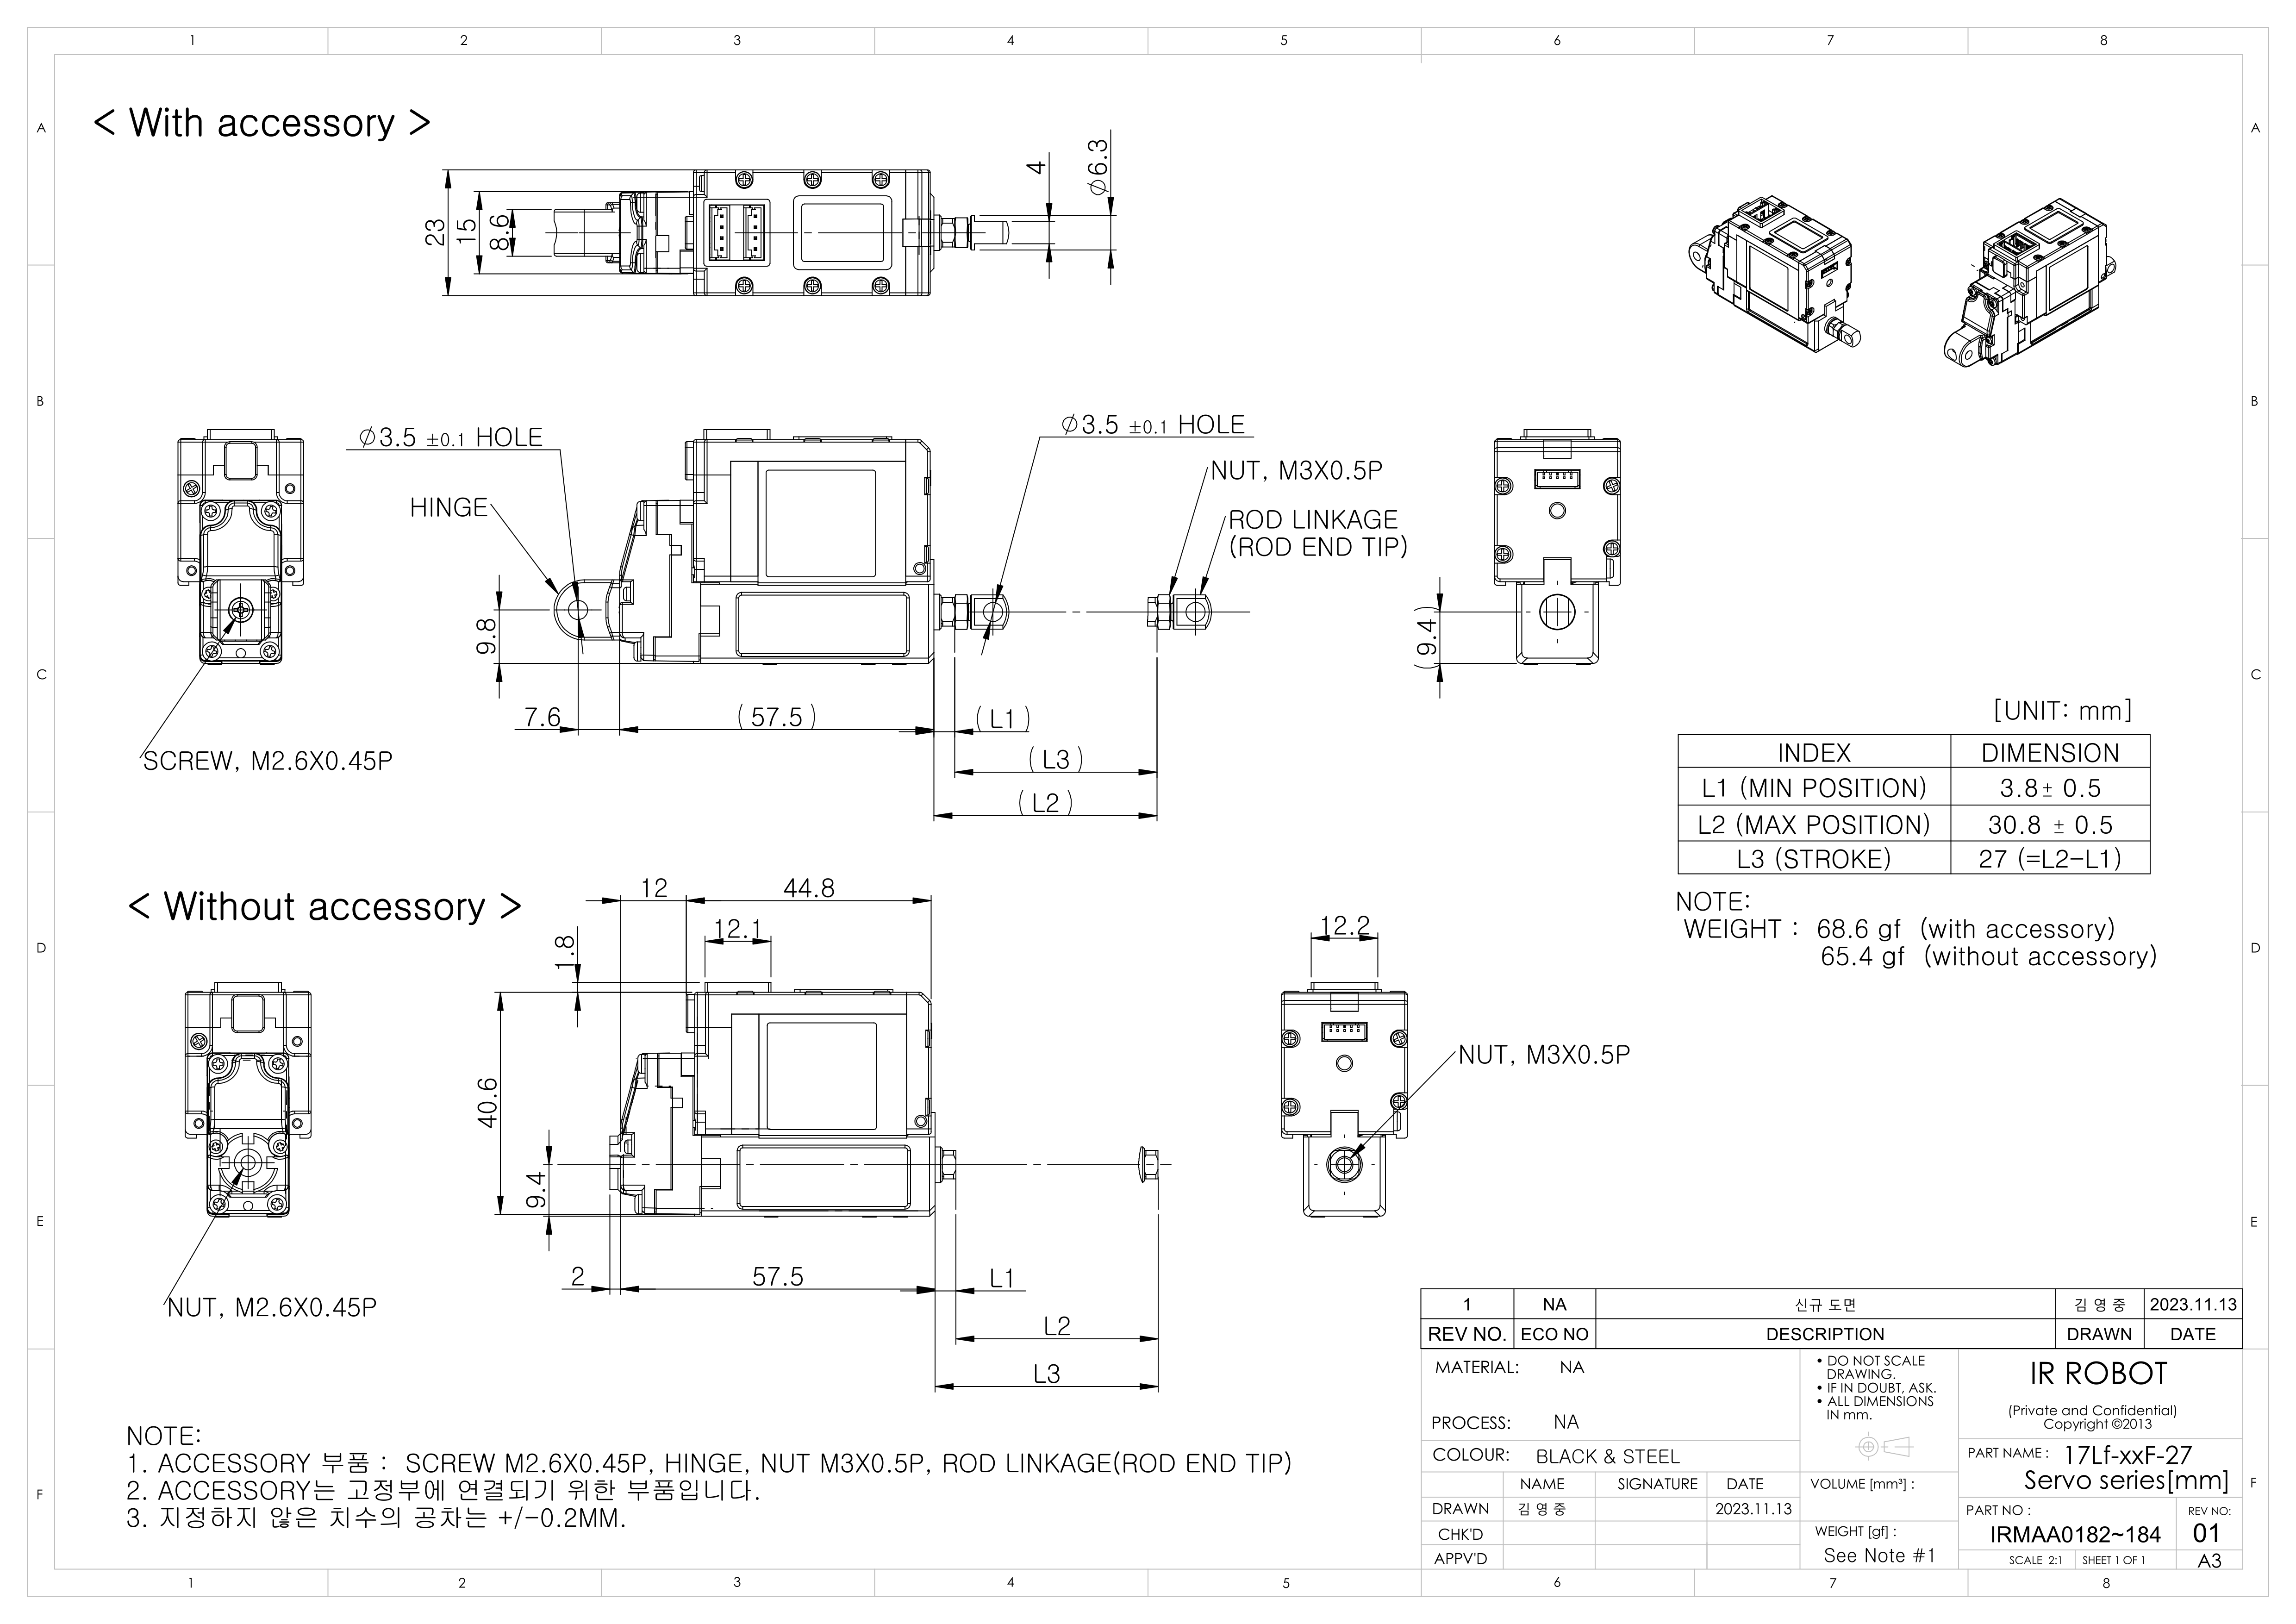 1 2 3 4 5 6 7 8
A A
< With accessory >
23
15
8.6
4
∅6.3
B B
∅3.5 ±0.1 HOLE
HINGE
∅3.5 ±0.1 HOLE
NUT, M3X0.5P
ROD LINKAGE
(ROD END TIP)
9.8
(9.4)
C C
SCREW, M2.6X0.45P
7.6
(57.5)
(L1)
(L3)
(L2)
[UNIT: mm]
INDEX DIMENSION
L1 (MIN POSITION) 3.8± 0.5
L2 (MAX POSITION) 30.8 ± 0.5
L3 (STROKE) 27 (=L2-L1)
NOTE:
WEIGHT : 68.6 gf (with accessory)
65.4 gf (without accessory)
D D
< Without accessory >
12
44.8
12.1
1.8
12.2
40.6
9.4
NUT, M3X0.5P
E E
NUT, M2.6X0.45P
2
57.5
L1
L2
L3
1 NA 신규 도면 김 영 중 2023.11.13
REV NO. ECO NO DESCRIPTION DRAWN DATE
MATERIAL: NA
PROCESS: NA
COLOUR: BLACK & STEEL
• DO NOT SCALE
DRAWING.
• IF IN DOUBT, ASK.
• ALL DIMENSIONS
IN mm.
IR ROBOT
(Private and Confidential)
Copyright ©2013
PART NAME : 17Lf-xxF-27
Servo series[mm]
NAME SIGNATURE DATE
DRAWN 김 영 중 2023.11.13
CHK'D
APPV'D
VOLUME [mm³] :
WEIGHT [gf] :
See Note #1
PART NO :
IRMAA0182~184
REV NO:
01
SCALE 2:1 SHEET 1 OF 1 A3
F F
NOTE:
1. ACCESSORY 부품 : SCREW M2.6X0.45P, HINGE, NUT M3X0.5P, ROD LINKAGE(ROD END TIP)
2. ACCESSORY는 고정부에 연결되기 위한 부품입니다.
3. 지정하지 않은 치수의 공차는 +/-0.2MM.
1 2 3 4 5 6 7 8